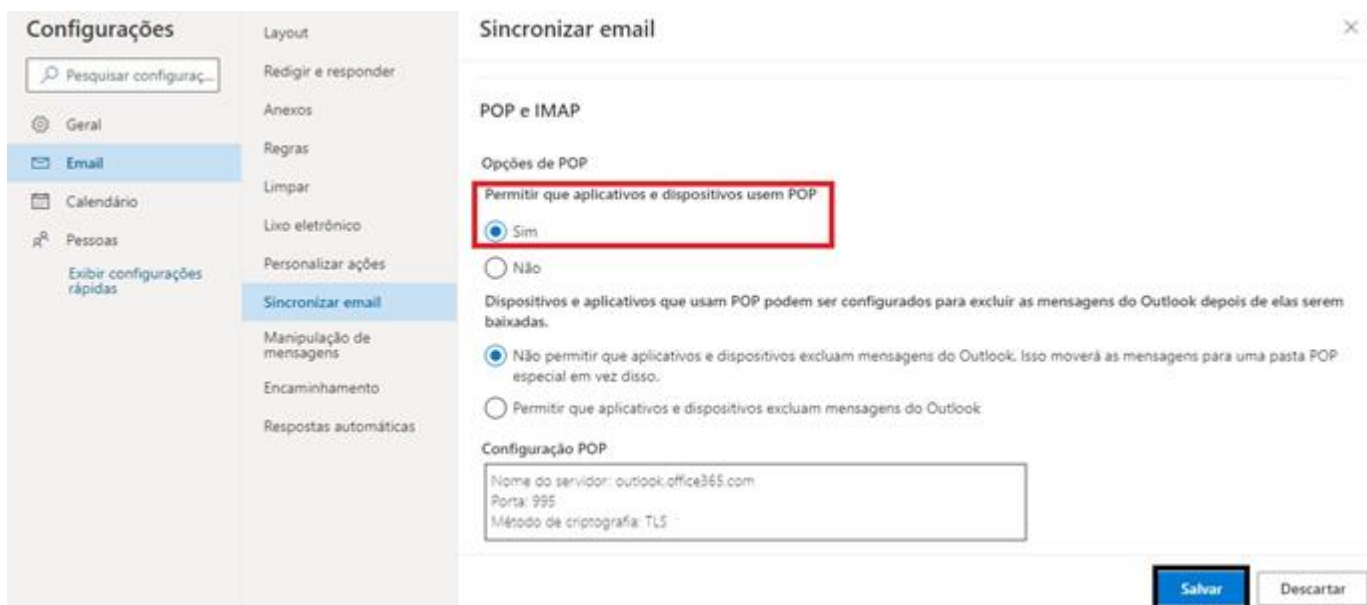 Configurações
Pesquisar configuraç...
Geral
Email
Calendário
Pessoas
Exibir configurações
rápidas
Layout
Redigir e responder
Anexos
Regras
Limpar
Lixo eletrônico
Personalizar ações
Sincronizar email
Manipulação de
mensagens
Encaminhamento
Respostas automáticas
Sincronizar email
POP e IMAP
Opções de POP
Permitir que aplicativos e dispositivos usem POP
Sim
Não
Dispositivos e aplicativos que usam POP podem ser configurados para excluir as mensagens do Outlook depois de elas serem
baixadas.
Não permitir que aplicativos e dispositivos excluam mensagens do Outlook. Isso moverá as mensagens para uma pasta POP
especial em vez disso.
Permitir que aplicativos e dispositivos excluam mensagens do Outlook
Configuração POP
Nome do servidor: outlook.office365.com
Porta: 995
Método de criptografia: TLS
Salvar
Descartar